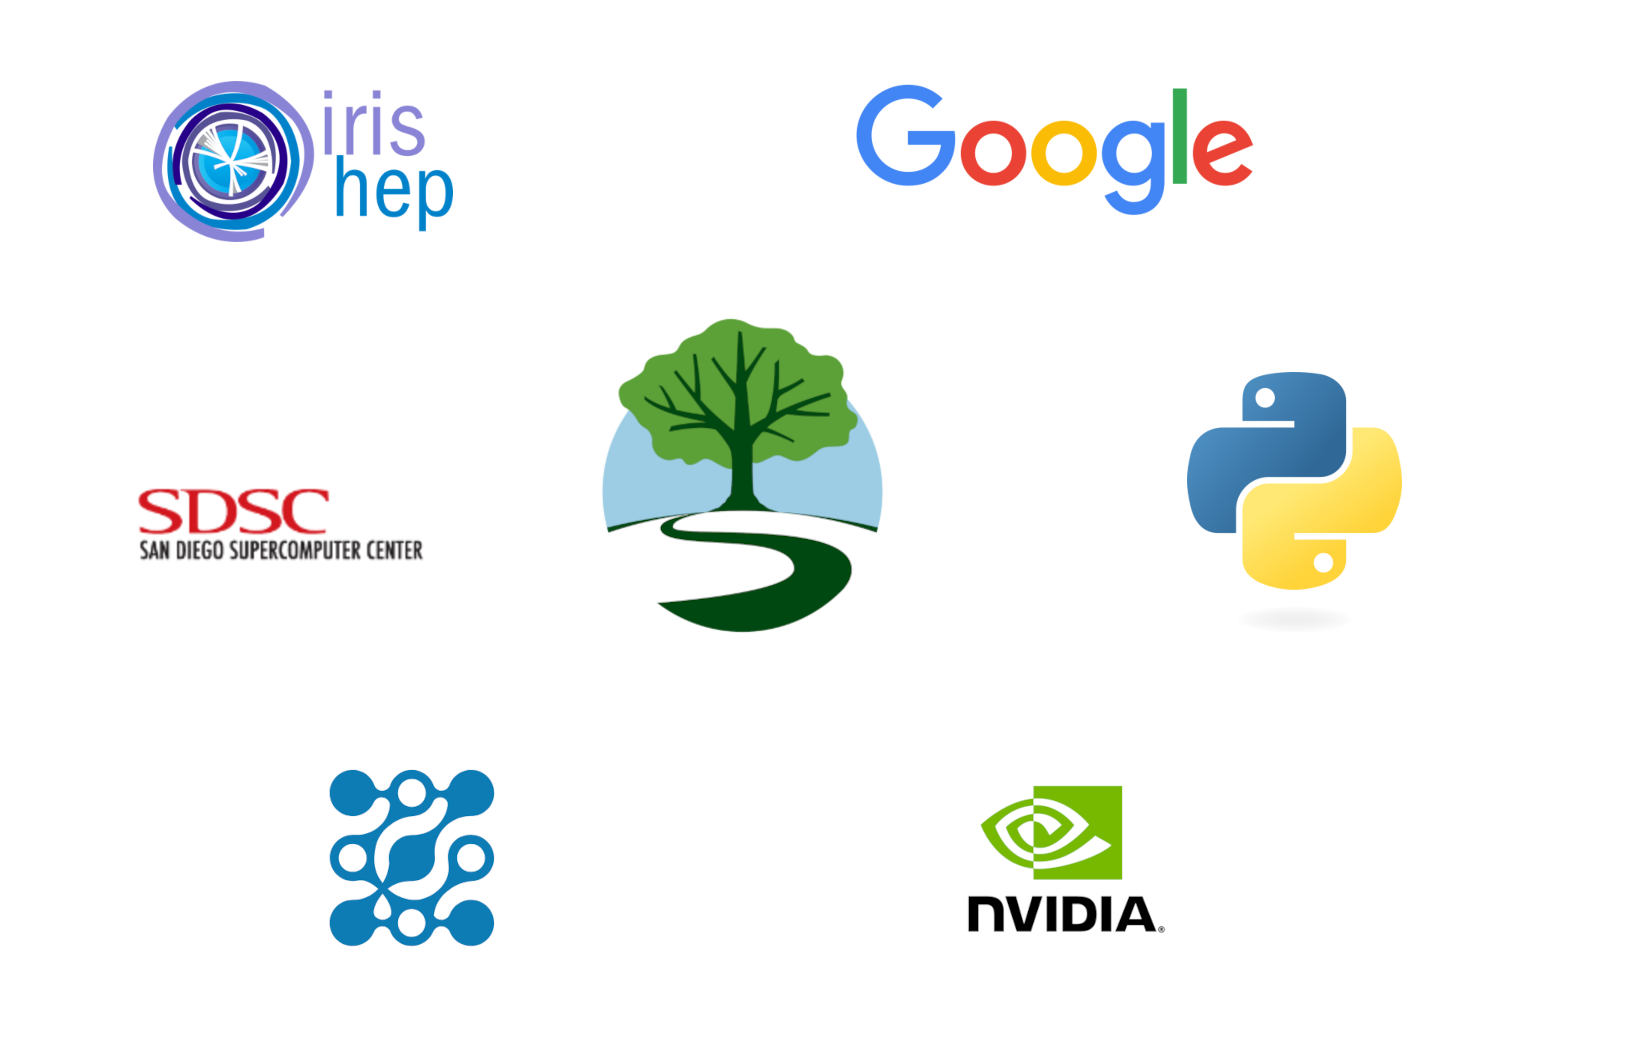 iris
hep
Google
SDSC
SAN DIEGO SUPERCOMPUTER CENTER
NVIDIA®